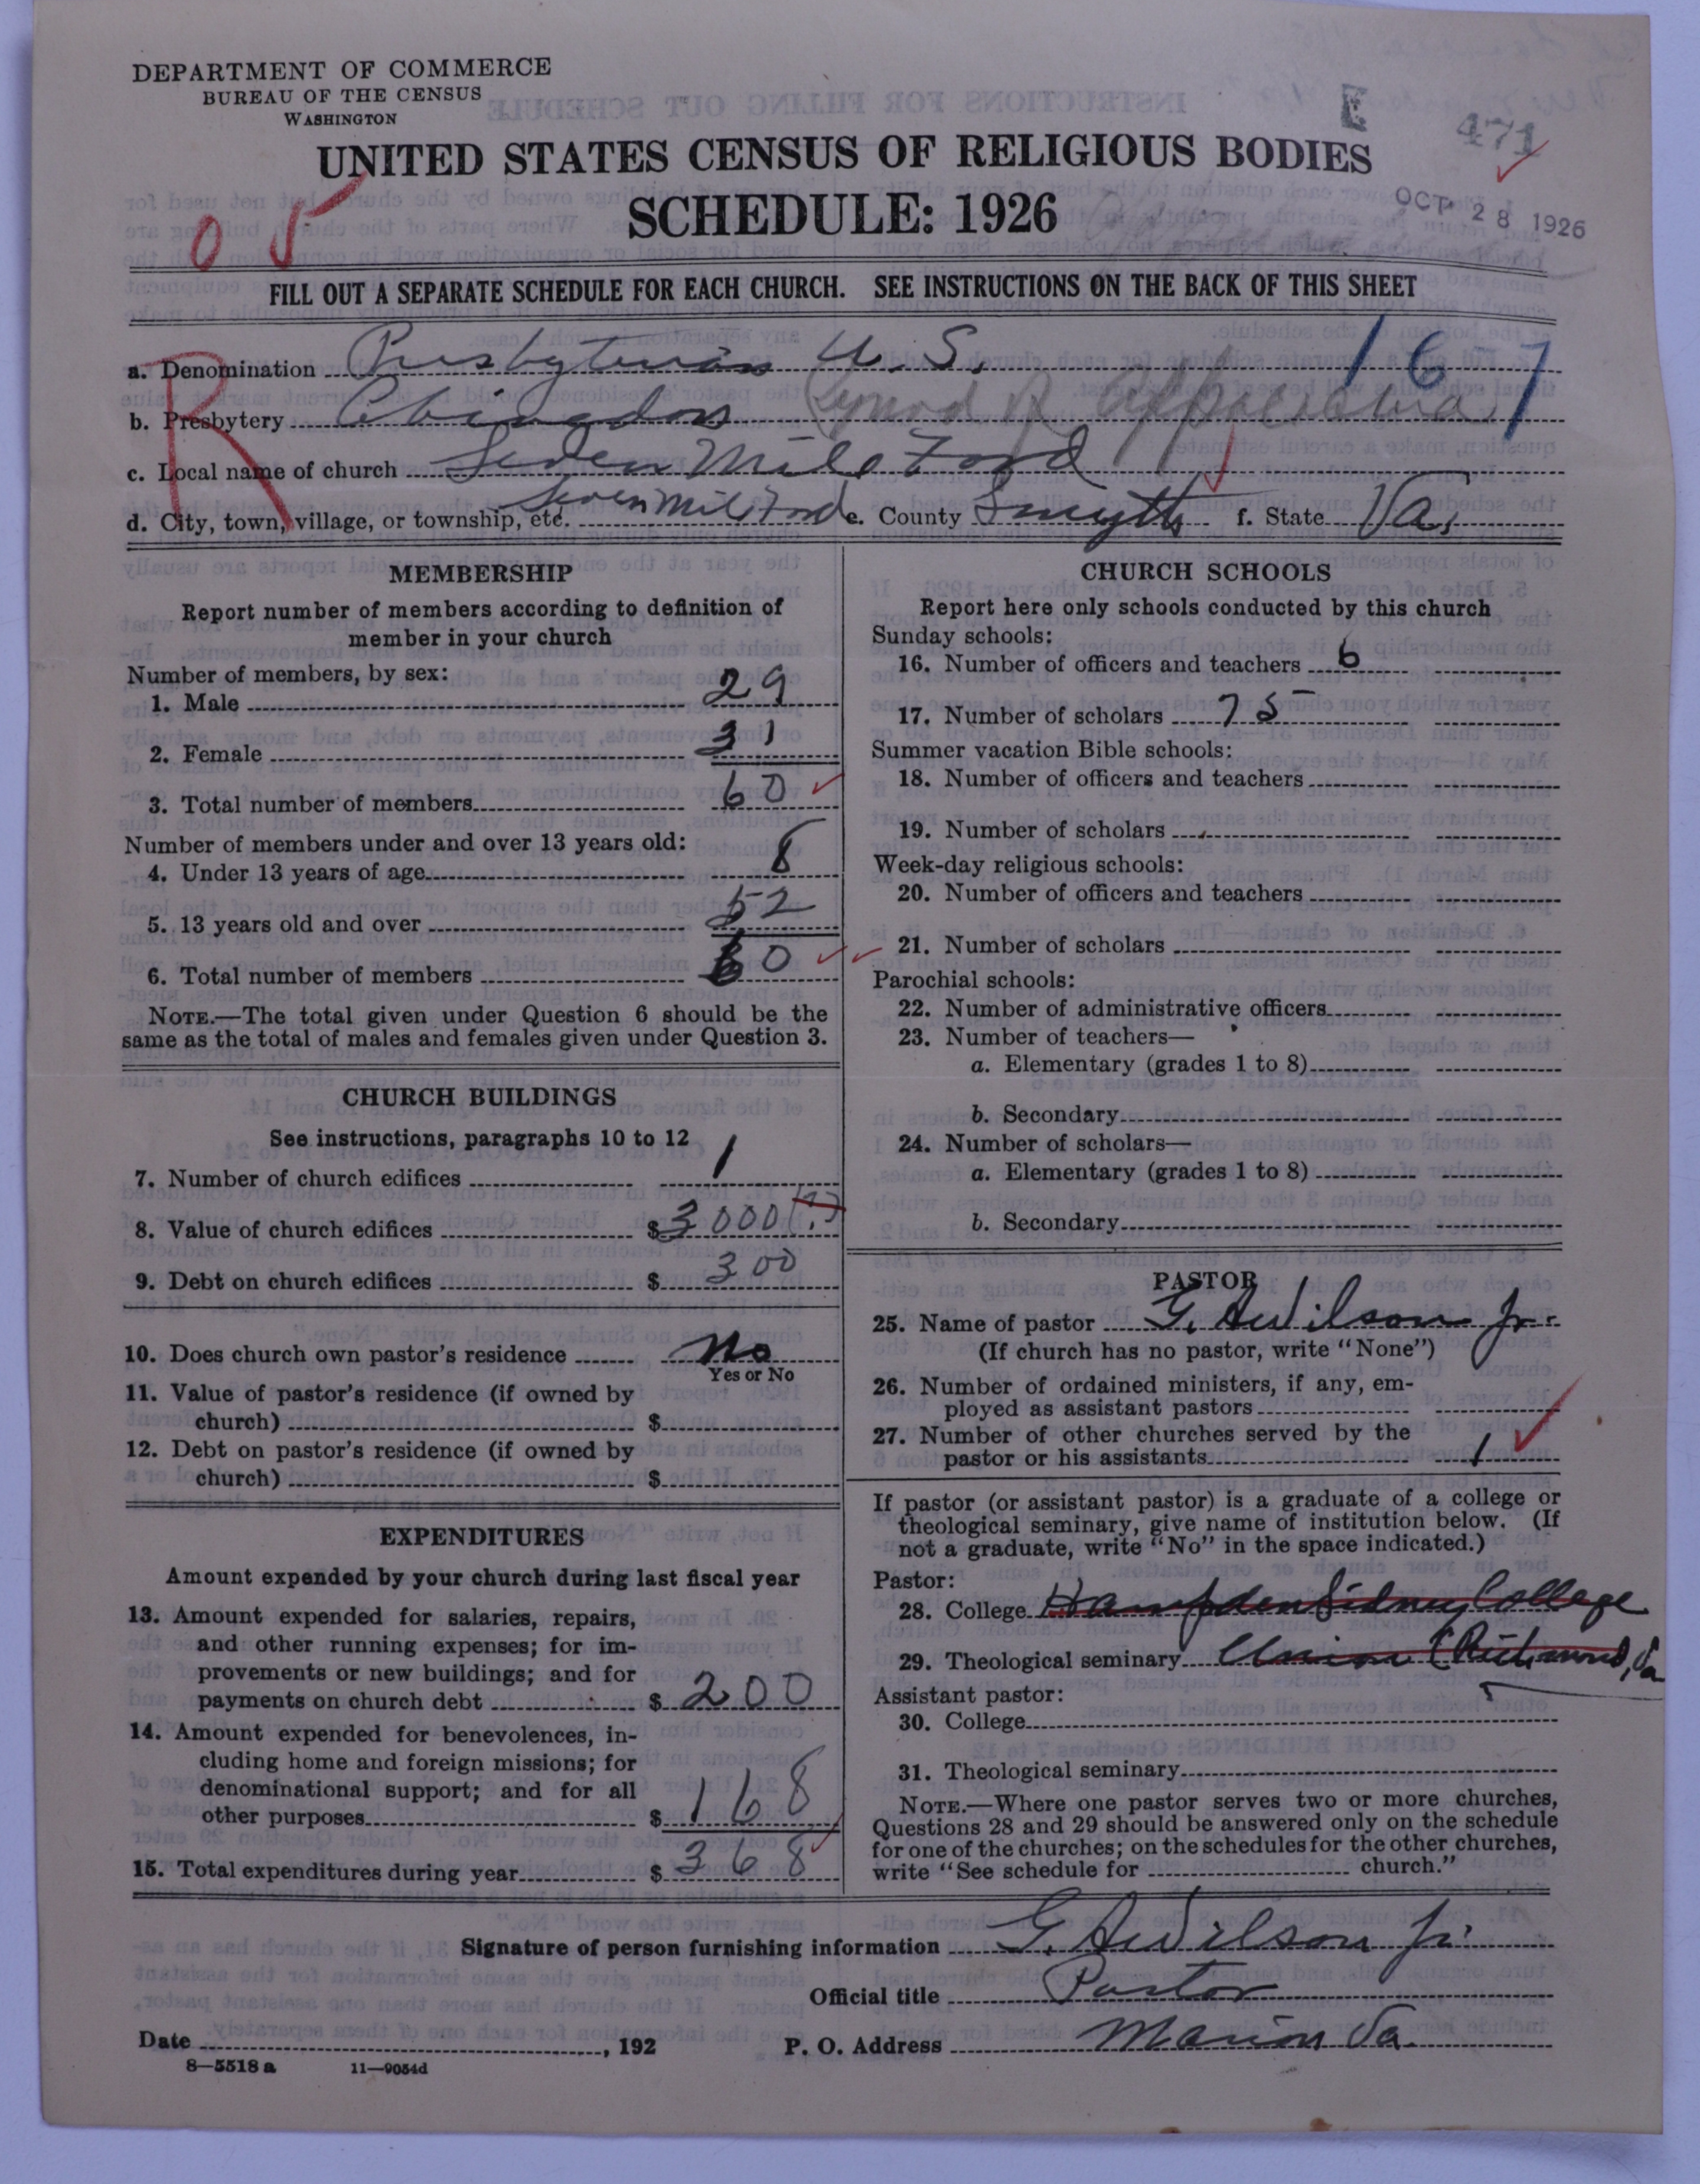 DEPARTMENT OF COMMERCE
BUREAU OF THE CENSUS
WASHINGTON
E
471
UNITED STATES CENSUS OF RELIGIOUS BODIES
SCHEDULE: 1926
OCT 28 1926
05
FILL OUT A SEPARATE SCHEDULE FOR EACH CHURCH. SEE INSTRUCTIONS ON THE BACK OF THIS SHEET
R
167
a. Denomination Presbyterian U. S.
b. Presbytery Abingdon (Synod of Appalachia)
c. Local name of church Seven Mile Ford
d. City, town, village, or township, etc. Seven Mile Ford e. County Smyth f. State Va.
MEMBERSHIP
Report number of members according to definition of
member in your church
Number of members, by sex:
1. Male 29
2. Female 31
3. Total number of members 60
Number of members under and over 13 years old:
4. Under 13 years of age 8
5. 13 years old and over 52
6. Total number of members 60
NOTE.—The total given under Question 6 should be the
same as the total of males and females given under Question 3.
CHURCH BUILDINGS
See instructions, paragraphs 10 to 12
7. Number of church edifices 1
8. Value of church edifices $ 3000 (?)
9. Debt on church edifices $ 300
10. Does church own pastor's residence No
Yes or No
11. Value of pastor's residence (if owned by
church) $
12. Debt on pastor's residence (if owned by
church) $
EXPENDITURES
Amount expended by your church during last fiscal year
13. Amount expended for salaries, repairs,
and other running expenses; for im-
provements or new buildings; and for
payments on church debt $ 200
14. Amount expended for benevolences, in-
cluding home and foreign missions; for
denominational support; and for all
other purposes $ 168
15. Total expenditures during year $ 368
CHURCH SCHOOLS
Report here only schools conducted by this church
Sunday schools:
16. Number of officers and teachers 6
17. Number of scholars 75
Summer vacation Bible schools:
18. Number of officers and teachers
19. Number of scholars
Week-day religious schools:
20. Number of officers and teachers
21. Number of scholars
Parochial schools:
22. Number of administrative officers
23. Number of teachers—
a. Elementary (grades 1 to 8)
b. Secondary
24. Number of scholars—
a. Elementary (grades 1 to 8)
b. Secondary
PASTOR
25. Name of pastor G. A. Wilson Jr.
(If church has no pastor, write "None")
26. Number of ordained ministers, if any, em-
ployed as assistant pastors
27. Number of other churches served by the
pastor or his assistants 1
If pastor (or assistant pastor) is a graduate of a college or
theological seminary, give name of institution below. (If
not a graduate, write "No" in the space indicated.)
Pastor:
28. College Hampden Sidney College
29. Theological seminary Union (Richmond, Va
Assistant pastor:
30. College
31. Theological seminary
NOTE.—Where one pastor serves two or more churches,
Questions 28 and 29 should be answered only on the schedule
for one of the churches; on the schedules for the other churches,
write "See schedule for church."
Signature of person furnishing information G. A. Wilson Jr.
Official title Pastor
Date , 192 P. O. Address Marion Va.
8—5518 a 11—9054d